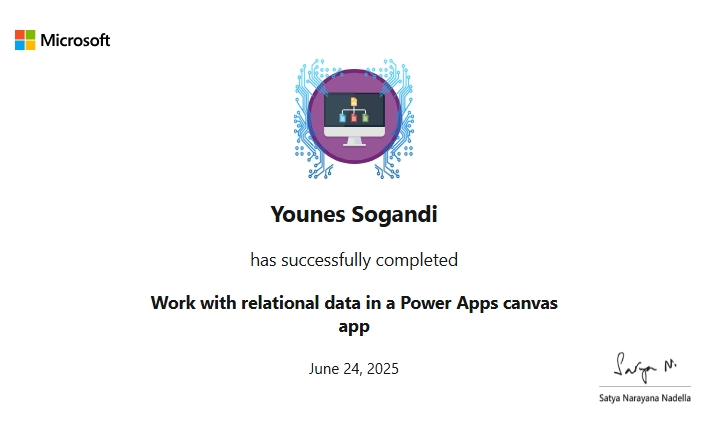 Microsoft
Younes Sogandi
has successfully completed
Work with relational data in a Power Apps canvas
app
June 24, 2025
Satya N.
Satya Narayana Nadella